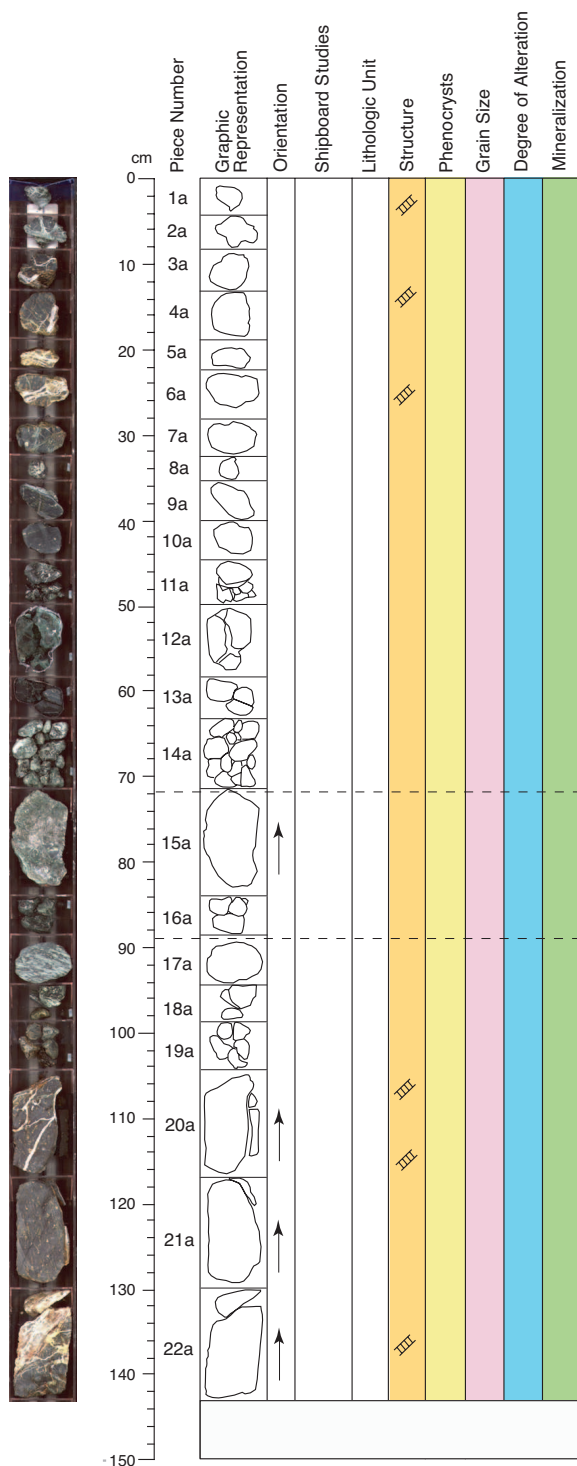 cm
Piece Number
Graphic
Representation
Orientation
Shipboard Studies
Lithologic Unit
Structure
Phenocrysts
Grain Size
Degree of Alteration
Mineralization
0
1a
2a
3a
10
4a
20
5a
6a
30
7a
8a
9a
40
10a
11a
50
12a
60
13a
14a
70
15a
80
16a
90
17a
18a
100
19a
110
20a
120
21a
130
22a
140
150